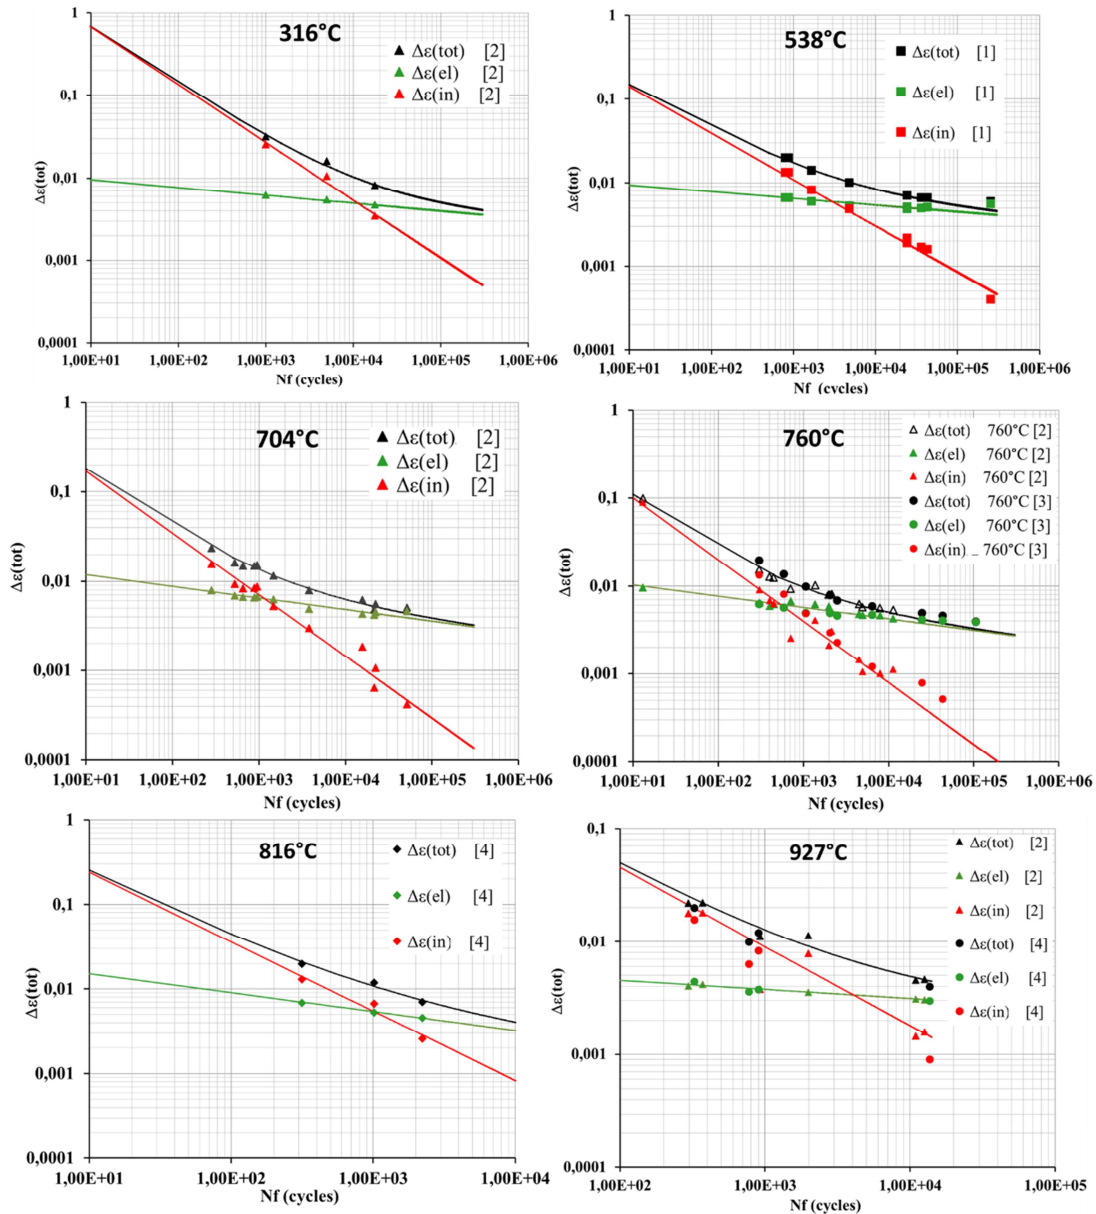 316°C
1
0,1
0,01
0,001
0,0001
Δε(tot)
Δε(tot) [2]
Δε(el) [2]
Δε(in) [2]
1,00E+01 1,00E+02 1,00E+03 1,00E+04 1,00E+05 1,00E+06
Nf (cycles)
538°C
1
0,1
0,01
0,001
0,0001
Δε(tot)
Δε(tot) [1]
Δε(el) [1]
Δε(in) [1]
1,00E+01 1,00E+02 1,00E+03 1,00E+04 1,00E+05 1,00E+06
Nf (cycles)
704°C
1
0,1
0,01
0,001
0,0001
Δε(tot)
Δε(tot) [2]
Δε(el) [2]
Δε(in) [2]
1,00E+01 1,00E+02 1,00E+03 1,00E+04 1,00E+05 1,00E+06
Nf (cycles)
760°C
1
0,1
0,01
0,001
0,0001
Δε(tot)
Δε(tot) 760°C [2]
Δε(el) 760°C [2]
Δε(in) 760°C [2]
Δε(tot) 760°C [3]
Δε(el) 760°C [3]
Δε(in) 760°C [3]
1,00E+01 1,00E+02 1,00E+03 1,00E+04 1,00E+05 1,00E+06
Nf (cycles)
816°C
1
0,1
0,01
0,001
0,0001
Δε(tot)
Δε(tot) [4]
Δε(el) [4]
Δε(in) [4]
1,00E+01 1,00E+02 1,00E+03 1,00E+04
Nf (cycles)
927°C
0,1
0,01
0,001
0,0001
Δε(tot)
Δε(tot) [2]
Δε(el) [2]
Δε(in) [2]
Δε(tot) [4]
Δε(el) [4]
Δε(in) [4]
1,00E+02 1,00E+03 1,00E+04 1,00E+05
Nf (cycles)